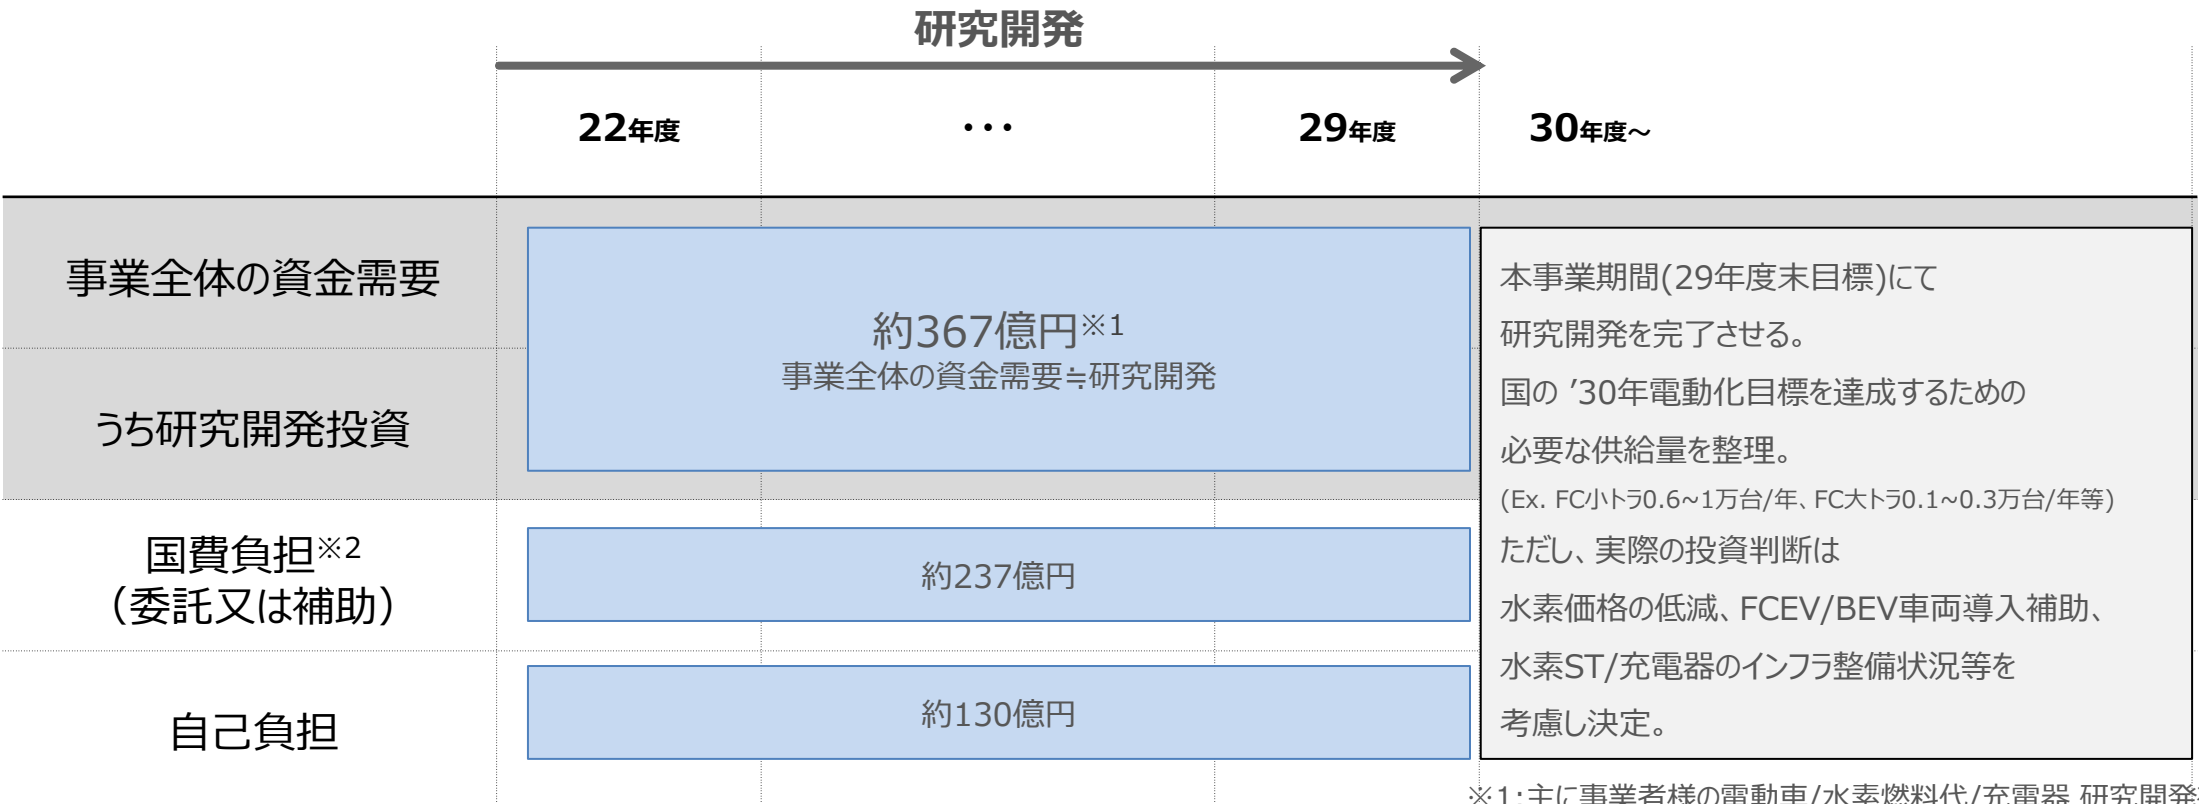 研究開発
22年度 ・・・ 29年度 30年度～
事業全体の資金需要
うち研究開発投資
約367億円※1
事業全体の資金需要≒研究開発
国費負担※2
（委託又は補助）
約237億円
自己負担
約130億円
本事業期間(29年度末目標)にて
研究開発を完了させる。
国の ’30年電動化目標を達成するための
必要な供給量を整理。
(Ex. FC小トラ0.6~1万台/年、FC大トラ0.1~0.3万台/年等)
ただし、実際の投資判断は
水素価格の低減、FCEV/BEV車両導入補助、
水素ST/充電器のインフラ整備状況等を
考慮し決定。
※1:主に事業者様の電動車/水素燃料代/充電器 研究開発